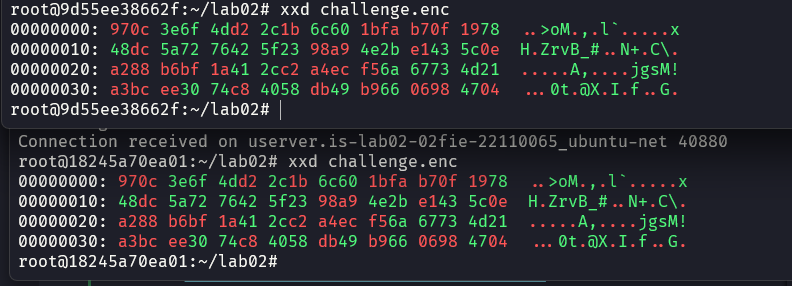 root@9d55ee38662f:~/lab02# xxd challenge.enc
00000000: 970c 3e6f 4dd2 2c1b 6c60 1bfa b70f 1978  ..>oM.,.l`.....x
00000010: 48dc 5a72 7642 5f23 98a9 4e2b e143 5c0e  H.ZrvB_#..N+.C\.
00000020: a288 b6bf 1a41 2cc2 a4ec f56a 6773 4d21  .....A,....jgsM!
00000030: a3bc ee30 74c8 4058 db49 b966 0698 4704  ...0t.@X.I.f..G.
root@9d55ee38662f:~/lab02#
Connection received on userver.is-lab02-02fie-22110065_ubuntu-net 40880
root@18245a70ea01:~/lab02# xxd challenge.enc
00000000: 970c 3e6f 4dd2 2c1b 6c60 1bfa b70f 1978  ..>oM.,.l`.....x
00000010: 48dc 5a72 7642 5f23 98a9 4e2b e143 5c0e  H.ZrvB_#..N+.C\.
00000020: a288 b6bf 1a41 2cc2 a4ec f56a 6773 4d21  .....A,....jgsM!
00000030: a3bc ee30 74c8 4058 db49 b966 0698 4704  ...0t.@X.I.f..G.
root@18245a70ea01:~/lab02#